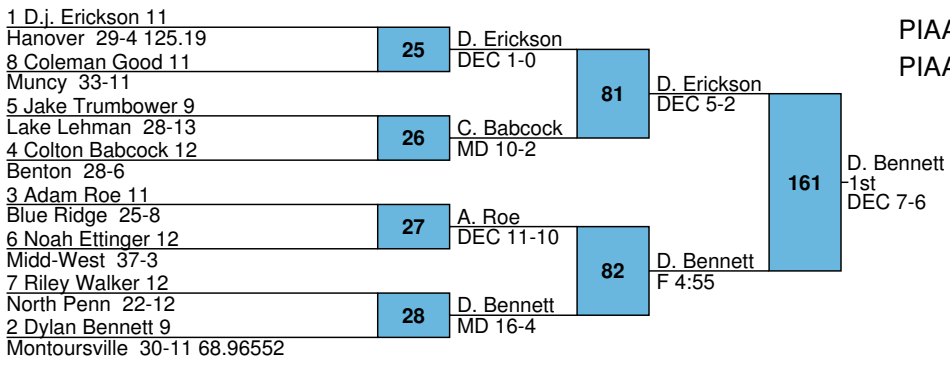 1 D.j. Erickson 11
Hanover 29-4 125.19
8 Coleman Good 11
Muncy 33-11
5 Jake Trumbower 9
Lake Lehman 28-13
4 Colton Babcock 12
Benton 28-6
3 Adam Roe 11
Blue Ridge 25-8
6 Noah Ettinger 12
Midd-West 37-3
7 Riley Walker 12
North Penn 22-12
2 Dylan Bennett 9
Montoursville 30-11 68.96552
25
26
27
28
D. Erickson
DEC 1-0
C. Babcock
MD 10-2
A. Roe
DEC 11-10
D. Bennett
MD 16-4
81
82
D. Erickson
DEC 5-2
D. Bennett
F 4:55
161
D. Bennett
1st
DEC 7-6
PIAA
PIAA